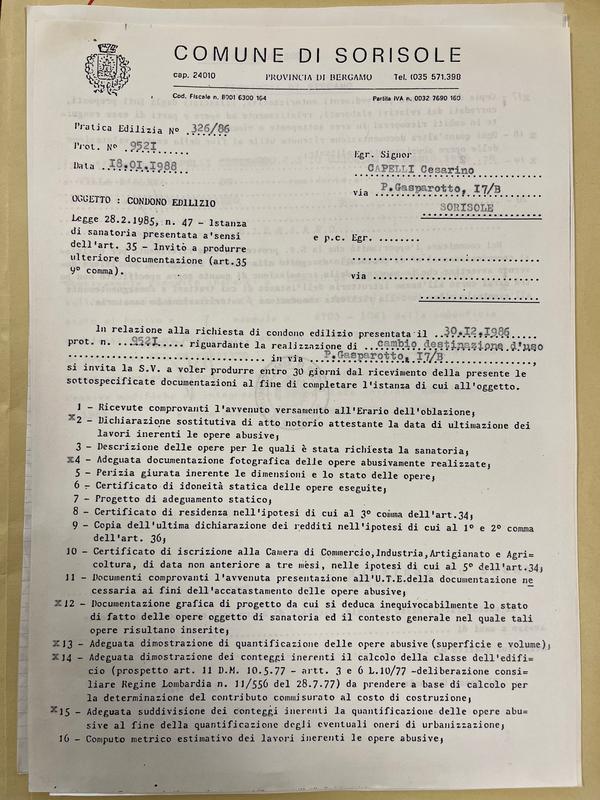 COMUNE DI SORISOLE
cap. 24010 PROVINCIA DI BERGAMO Tel. (035 571.398
Cod. Fiscale n. 8001 6300 164 Partita IVA n. 0032 7690 160
Pratica Edilizia N° 326/86
Prot. N° 952I
Data I8.0I.I988
Egr. Signor
CAPELLI Cesarino
via P.Gasparotto, I7/B
SORISOLE
OGGETTO : CONDONO EDILIZIO
Legge 28.2.1985, n. 47 - Istanza
di sanatoria presentata a'sensi
dell'art. 35 - Invito a produrre
ulteriore documentazione (art.35
9° comma).
e p.c. Egr. ........
via ........
In relazione alla richiesta di condono edilizio presentata il 30.I2.I986
prot. n. 952I riguardante la realizzazione di cambio destinazione d'uso
in via P.Gasparotto, I7/B,
si invita la S.V. a voler produrre entro 30 giorni dal ricevimento della presente le
sottospecificate documentazioni al fine di completare l'istanza di cui all'oggetto.
1 - Ricevute comprovanti l'avvenuto versamento all'Erario dell'oblazione;
X2 - Dichiarazione sostitutiva di atto notorio attestante la data di ultimazione dei
lavori inerenti le opere abusive;
3 - Descrizione delle opere per le quali è stata richiesta la sanatoria;
X4 - Adeguata documentazione fotografica delle opere abusivamente realizzate;
5 - Perizia giurata inerente le dimensioni e lo stato delle opere;
6 - Certificato di idoneità statica delle opere eseguite;
7 - Progetto di adeguamento statico;
8 - Certificato di residenza nell'ipotesi di cui al 3° comma dell'art.34;
9 - Copia dell'ultima dichiarazione dei redditi nell'ipotesi di cui al 1° e 2° comma
dell'art. 36;
10 - Certificato di iscrizione alla Camera di Commercio,Industria,Artigianato e Agri=
coltura, di data non anteriore a tre mesi, nelle ipotesi di cui al 5° dell'art.34;
11 - Documenti comprovanti l'avvenuta presentazione all'U.T.E.della documentazione ne
cessaria ai fini dell'accatastamento delle opere abusive;
X12 - Documentazione grafica di progetto da cui si deduca inequivocabilmente lo stato
di fatto delle opere oggetto di sanatoria ed il contesto generale nel quale tali
opere risultano inserite;
X13 - Adeguata dimostrazione di quantificazione delle opere abusive (superficie e volume);
X14 - Adeguata dimostrazione dei conteggi inerenti il calcolo della classe dell'edifi=
cio (prospetto art. 11 D.M. 10.5.77 - artt. 3 e 6 L.10/77 -deliberazione consi=
liare Regine Lombardia n. 11/556 del 28.7.77) da prendere a base di calcolo per
la determinazione del contributo commisurato al costo di costruzione;
X15 - Adeguata suddivisione dei conteggi inerenti la quantificazione delle opere abu=
sive al fine della quantificazione degli eventuali oneri di urbanizzazione;
16 - Computo metrico estimativo dei lavori inerenti le opere abusive;